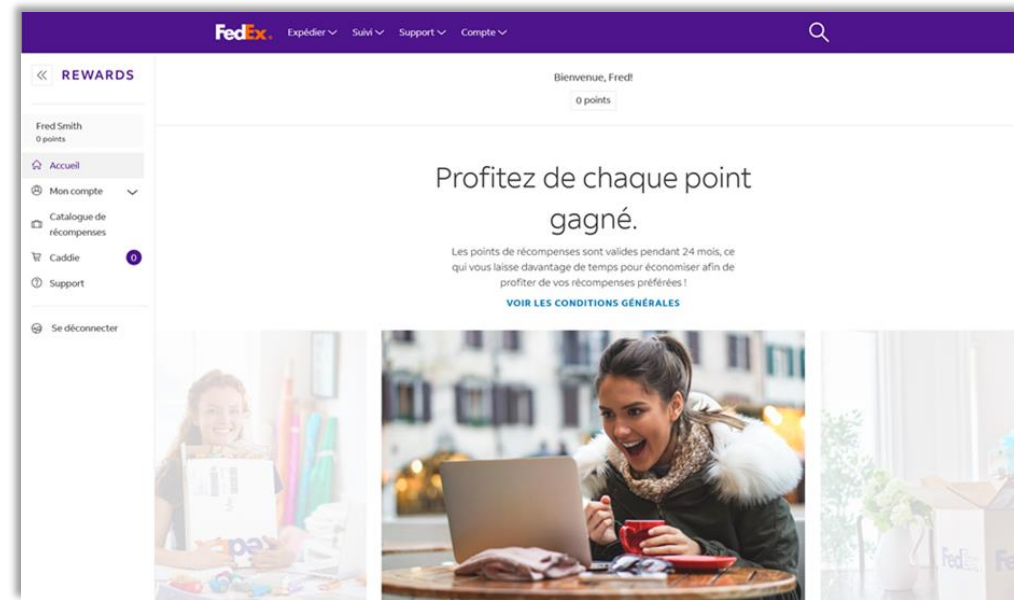 FedEx. Expédier Suivi Support Compte
REWARDS
Bienvenue, Fred!
0 points
Fred Smith
0 points
Accueil
Mon compte
Catalogue de
récompenses
Caddie 0
Support
Se déconnecter
Profitez de chaque point
gagné.
Les points de récompenses sont valides pendant 24 mois, ce
qui vous laisse davantage de temps pour économiser afin de
profiter de vos récompenses préférées !
VOIR LES CONDITIONS GÉNÉRALES
FedEx